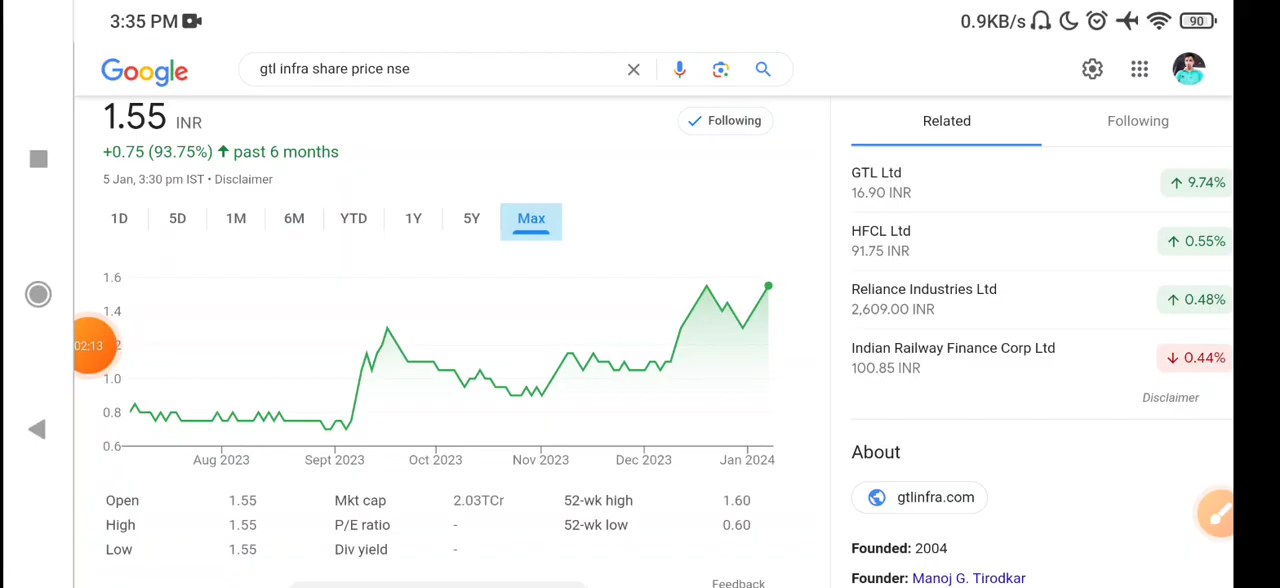 3:35 PM
0.9KB/s
90
Google
gtl infra share price nse
1.55 INR
Following
+0.75 (93.75%) ↑ past 6 months
5 Jan, 3:30 pm IST • Disclaimer
1D 5D 1M 6M YTD 1Y 5Y Max
1.6
1.4
2
1.0
0.8
0.6
02:13
Aug 2023 Sept 2023 Oct 2023 Nov 2023 Dec 2023 Jan 2024
Open 1.55 Mkt cap 2.03TCr 52-wk high 1.60
High 1.55 P/E ratio - 52-wk low 0.60
Low 1.55 Div yield -
Feedback
Related Following
GTL Ltd
16.90 INR
↑ 9.74%
HFCL Ltd
91.75 INR
↑ 0.55%
Reliance Industries Ltd
2,609.00 INR
↑ 0.48%
Indian Railway Finance Corp Ltd
100.85 INR
↓ 0.44%
Disclaimer
About
gtlinfra.com
Founded: 2004
Founder: Manoj G. Tirodkar